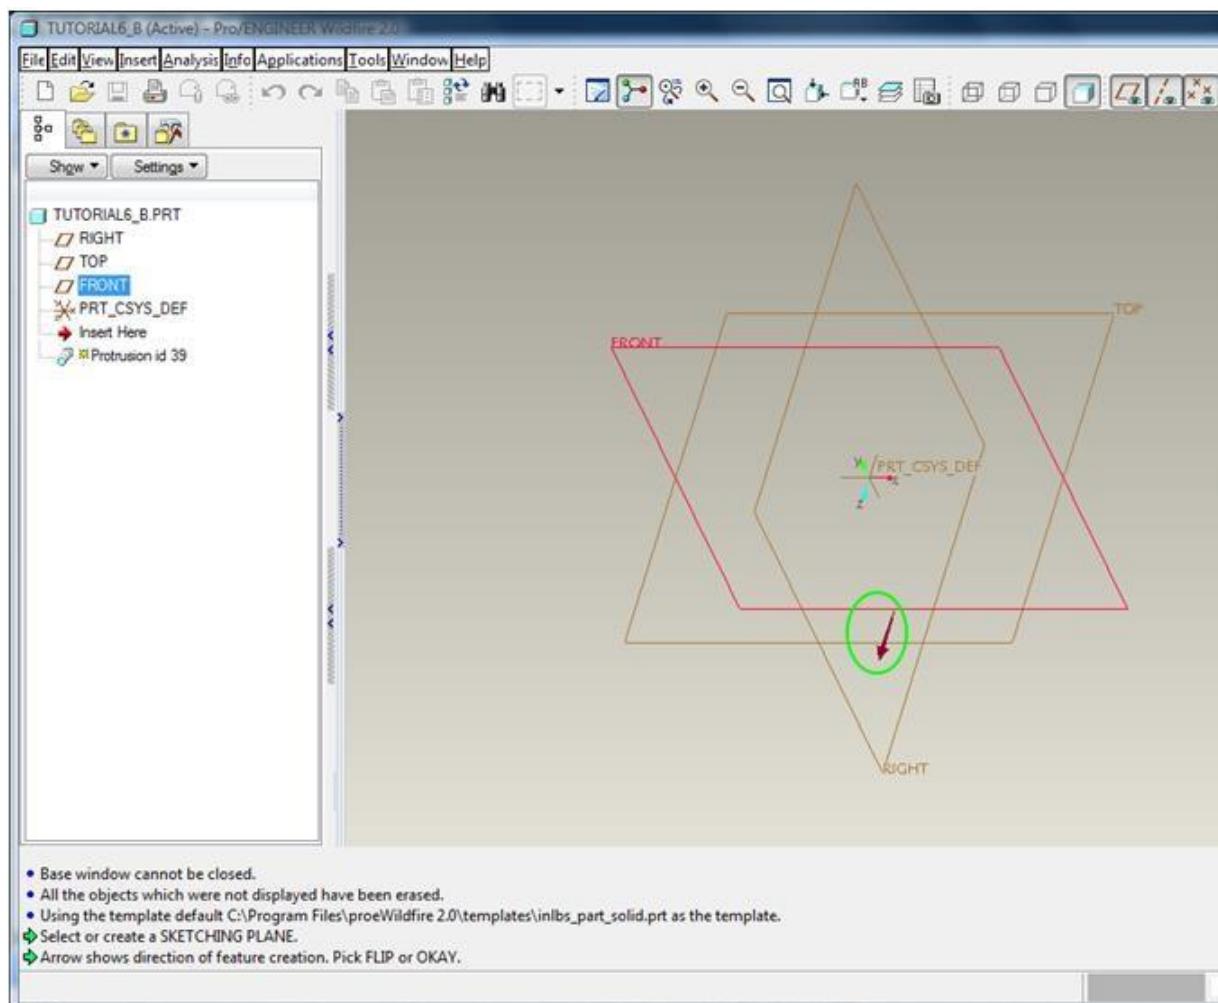 TUTORIAL6_B (Active) - Pro/ENGINEER Wildfire 2.0
File Edit View Insert Analysis Info Applications Tools Window Help
Show Settings
TUTORIAL6_B.PRT
RIGHT
TOP
FRONT
PRT_CSYS_DEF
Insert Here
Protrusion id 39
TOP
FRONT
Y PRT_CSYS_DEF
X
Z
RIGHT
Base window cannot be closed.
All the objects which were not displayed have been erased.
Using the template default C:\Program Files\proeWildfire 2.0\templates\inlbs_part_solid.prt as the template.
Select or create a SKETCHING PLANE.
Arrow shows direction of feature creation. Pick FLIP or OKAY.